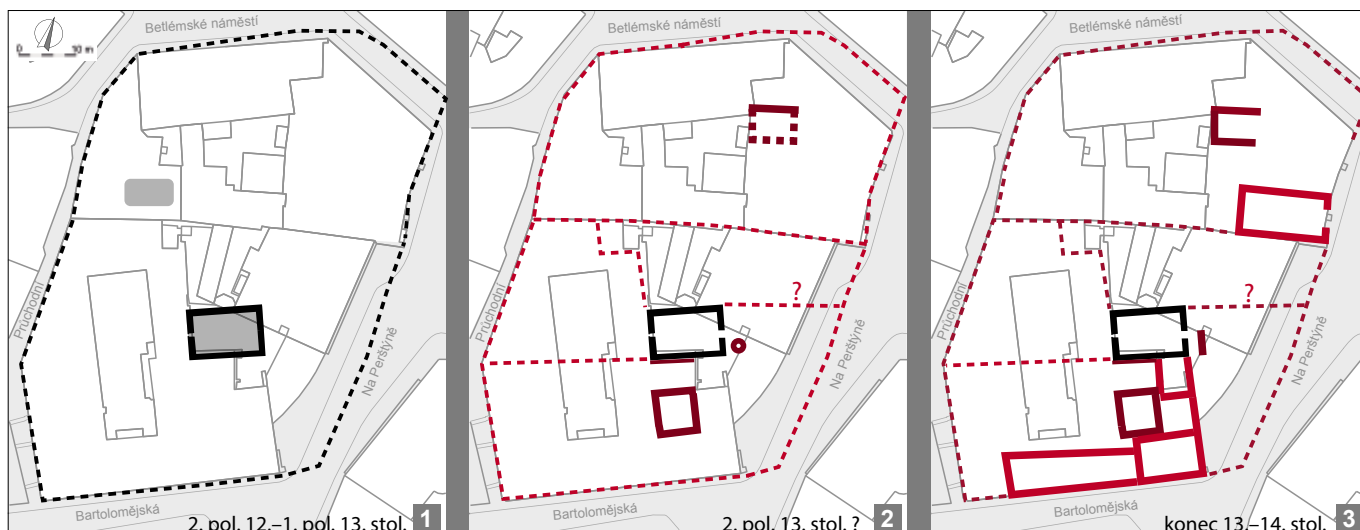 Betlémské náměstí
0 10 m
Průchodní
Na Perštýně
Bartolomějská
2. pol. 12.–1. pol. 13. stol. 1
Betlémské náměstí
?
Průchodní
Na Perštýně
Bartolomějská
2. pol. 13. stol. ? 2
Betlémské náměstí
?
Průchodní
Na Perštýně
Bartolomějská
konec 13.–14. stol. 3